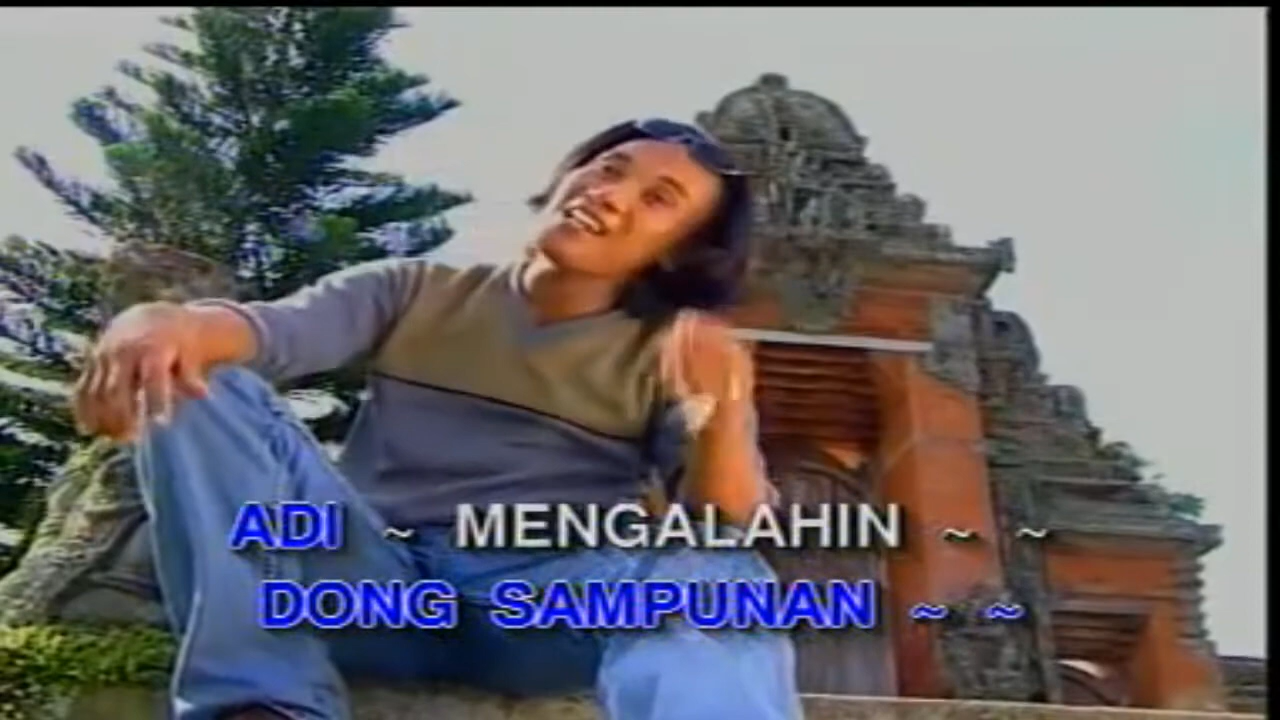 ADI ~ MENGALAHIN ~ ~
DONG SAMPUNAN ~ ~